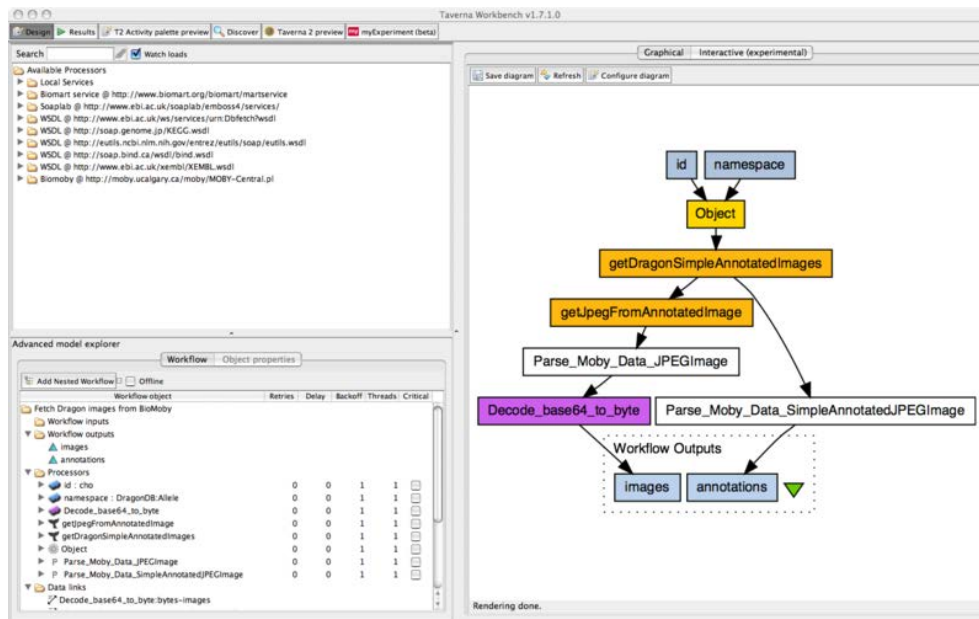 Taverna Workbench v1.7.1.0
Design Results T2 Activity palette preview Discover Taverna 2 preview myExperiment (beta)
Search Watch loads
Available Processors
Local Services
Biomart service @ http://www.biomart.org/biomart/martservice
Soaplab @ http://www.ebi.ac.uk/soaplab/emboss4/services/
WSDL @ http://www.ebi.ac.uk/ws/services/urn:Dbfetch?wsdl
WSDL @ http://soap.genome.jp/KEGG.wsdl
WSDL @ http://eutils.ncbi.nlm.nih.gov/entrez/eutils/soap/eutils.wsdl
WSDL @ http://soap.bind.ca/wsdl/bind.wsdl
WSDL @ http://www.ebi.ac.uk/xembl/XEMBL.wsdl
Biomoby @ http://moby.ucalgary.ca/moby/MOBY-Central.pl
Advanced model explorer
Workflow Object properties
Add Nested Workflow Offline
Workflow object Retries Delay Backoff Threads Critical
Fetch Dragon images from BioMoby
Workflow inputs
Workflow outputs
images
annotations
Processors
id : cho 0 0 1 1
namespace : DragonDB:Allele 0 0 1 1
Decode_base64_to_byte 0 0 1 1
getJpegFromAnnotatedImage 0 0 1 1
getDragonSimpleAnnotatedImages 0 0 1 1
Object 0 0 1 1
P Parse_Moby_Data_JPEGImage 0 0 1 1
P Parse_Moby_Data_SimpleAnnotatedJPEGImage 0 0 1 1
Data links
Decode_base64_to_byte:bytes-images
Graphical Interactive (experimental)
Save diagram Refresh Configure diagram
id namespace
Object
getDragonSimpleAnnotatedImages
getJpegFromAnnotatedImage
Parse_Moby_Data_JPEGImage
Decode_base64_to_byte Parse_Moby_Data_SimpleAnnotatedJPEGImage
Workflow Outputs
images annotations
Rendering done.